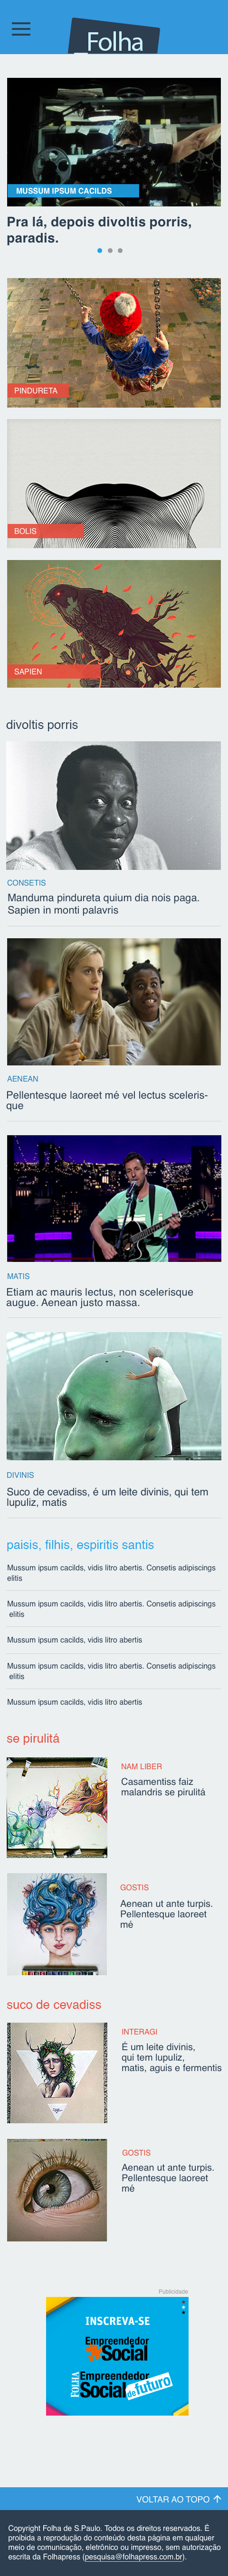 Folha
MUSSUM IPSUM CACILDS
Pra lá, depois divoltis porris,
paradis.
PINDURETA
BOLIS
SAPIEN
divoltis porris
CONSETIS
Manduma pindureta quium dia nois paga.
Sapien in monti palavris
AENEAN
Pellentesque laoreet mé vel lectus sceleris-
que
MATIS
Etiam ac mauris lectus, non scelerisque
augue. Aenean justo massa.
DIVINIS
Suco de cevadiss, é um leite divinis, qui tem
lupuliz, matis
paisis, filhis, espiritis santis
Mussum ipsum cacilds, vidis litro abertis. Consetis adipiscings
elitis
Mussum ipsum cacilds, vidis litro abertis. Consetis adipiscings
elitis
Mussum ipsum cacilds, vidis litro abertis
Mussum ipsum cacilds, vidis litro abertis. Consetis adipiscings
elitis
Mussum ipsum cacilds, vidis litro abertis
se pirulitá
NAM LIBER
Casamentiss faiz
malandris se pirulitá
GOSTIS
Aenean ut ante turpis.
Pellentesque laoreet
mé
suco de cevadiss
INTERAGI
É um leite divinis,
qui tem lupuliz,
matis, aguis e fermentis
GOSTIS
Aenean ut ante turpis.
Pellentesque laoreet
mé
Publicidade
INSCREVA-SE
Empreendedor
Social
FOLHA
Empreendedor
Social de futuro
VOLTAR AO TOPO
Copyright Folha de S.Paulo. Todos os direitos reservados. É
proibida a reprodução do conteúdo desta página em qualquer
meio de comunicação, eletrônico ou impresso, sem autorização
escrita da Folhapress (pesquisa@folhapress.com.br).